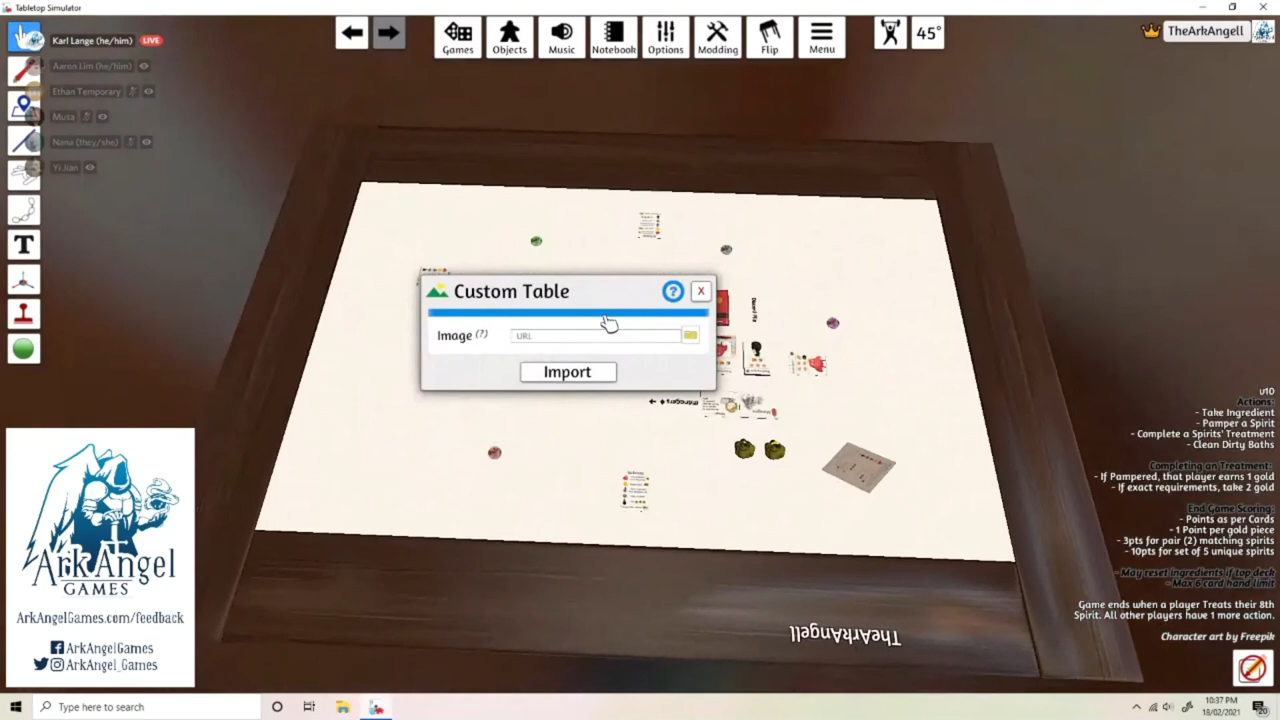 Tabletop Simulator
Karl Lange (he/him) LIVE
Aaron Lim (he/him)
Ethan Temporary
Musa
Nana (they/she)
Yi Jian
Games
Objects
Music
Notebook
Options
Modding
Flip
Menu
45°
TheArkAngell
T
Custom Table
?
X
Image (?)
URL
Import
Discard Pile
TheArkAngell
ArkAngel
GAMES
ArkAngelGames.com/feedback
ArkAngelGames
ArkAngel_Games
v10
Actions:
- Take Ingredient
- Pamper a Spirit
- Complete a Spirits' Treatment
- Clean Dirty Baths
Completing an Treatment:
- If Pampered, that player earns 1 gold
- If exact requirements, take 2 gold
End Game Scoring:
- Points as per Cards
- 1 Point per gold piece
- 3pts for pair (2) matching spirits
- 10pts for set of 5 unique spirits
- May reset ingredients if top deck
- Max 6 card hand limit
Game ends when a player Treats their 8th
Spirit. All other players have 1 more action.
Character art by Freepik
Type here to search
10:37 PM
18/02/2021
20